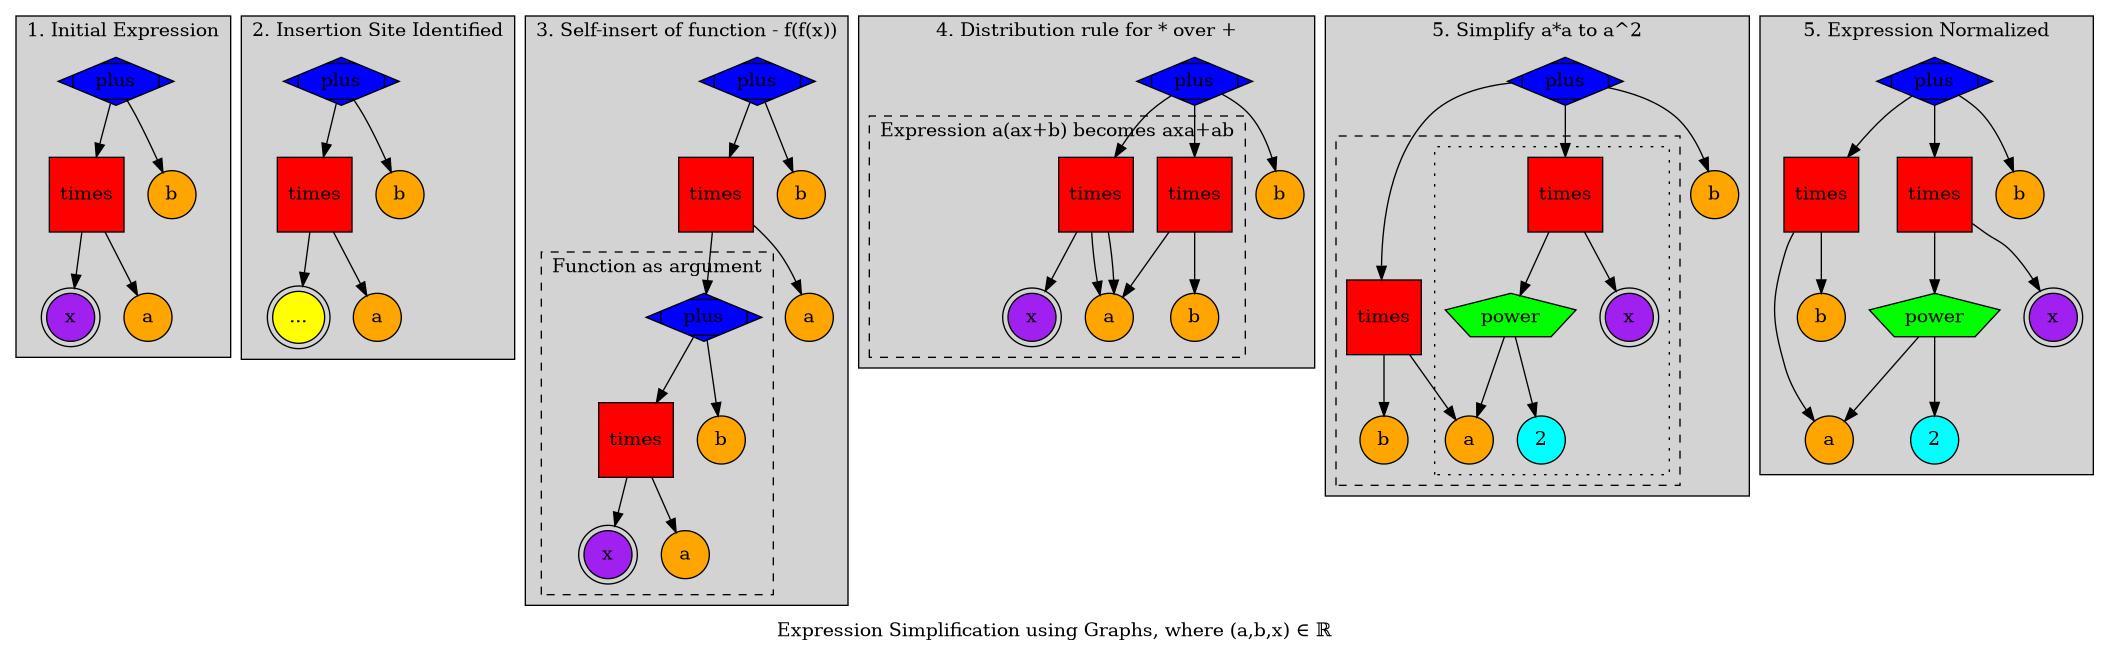 1. Initial Expression
plus
times
b
x
a
2. Insertion Site Identified
plus
times
b
...
a
3. Self-insert of function - f(f(x))
plus
times
b
Function as argument
plus
a
times
b
x
a
4. Distribution rule for * over +
plus
Expression a(ax+b) becomes axa+ab
times
times
b
x
a
b
5. Simplify a*a to a^2
plus
times
b
times
power
x
b
a
2
5. Expression Normalized
plus
times
times
b
b
power
x
a
2
Expression Simplification using Graphs, where (a,b,x) ∈ ℝ